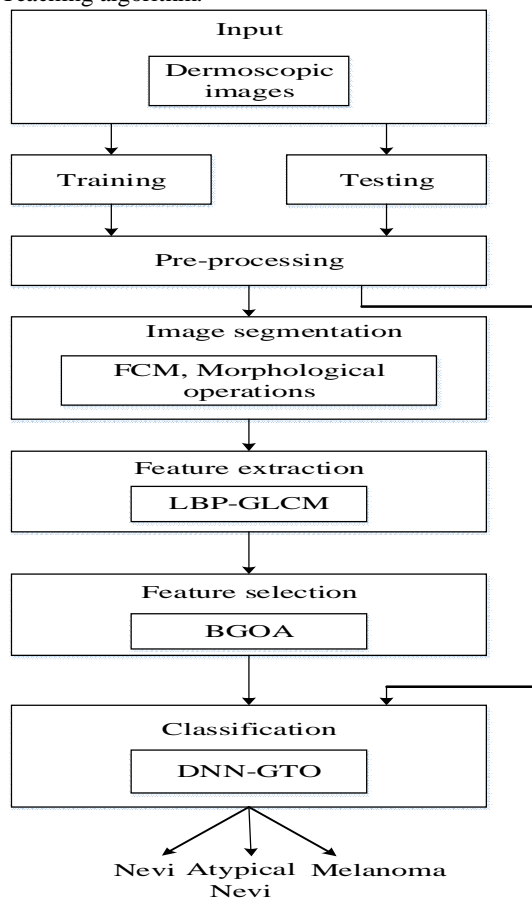 Teaching algorithm.
Input
Dermoscopic
images
Training
Testing
Pre-processing
Image segmentation
FCM, Morphological
operations
Feature extraction
LBP-GLCM
Feature selection
BGOA
Classification
DNN-GTO
Nevi
Atypical
Nevi
Melanoma